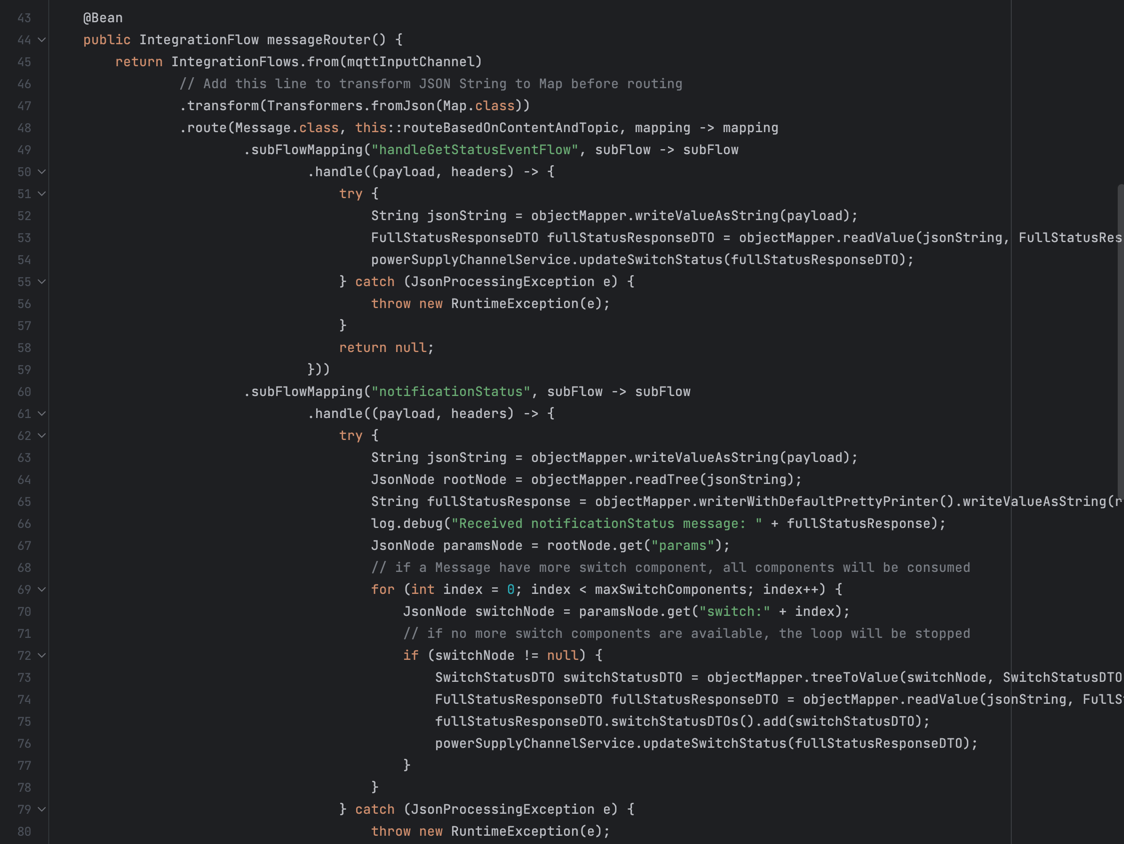 43 @Bean
44 public IntegrationFlow messageRouter() {
45 return IntegrationFlows.from(mqttInputChannel)
46 // Add this line to transform JSON String to Map before routing
47 .transform(Transformers.fromJson(Map.class))
48 .route(Message.class, this::routeBasedOnContentAndTopic, mapping -> mapping
49 .subFlowMapping("handleGetStatusEventFlow", subFlow -> subFlow
50 .handle((payload, headers) -> {
51 try {
52 String jsonString = objectMapper.writeValueAsString(payload);
53 FullStatusResponseDTO fullStatusResponseDTO = objectMapper.readValue(jsonString, FullStatusRes
54 powerSupplyChannelService.updateSwitchStatus(fullStatusResponseDTO);
55 } catch (JsonProcessingException e) {
56 throw new RuntimeException(e);
57 }
58 return null;
59 }))
60 .subFlowMapping("notificationStatus", subFlow -> subFlow
61 .handle((payload, headers) -> {
62 try {
63 String jsonString = objectMapper.writeValueAsString(payload);
64 JsonNode rootNode = objectMapper.readTree(jsonString);
65 String fullStatusResponse = objectMapper.writerWithDefaultPrettyPrinter().writeValueAsString(r
66 log.debug("Received notificationStatus message: " + fullStatusResponse);
67 JsonNode paramsNode = rootNode.get("params");
68 // if a Message have more switch component, all components will be consumed
69 for (int index = 0; index < maxSwitchComponents; index++) {
70 JsonNode switchNode = paramsNode.get("switch:" + index);
71 // if no more switch components are available, the loop will be stopped
72 if (switchNode != null) {
73 SwitchStatusDTO switchStatusDTO = objectMapper.treeToValue(switchNode, SwitchStatusDTO
74 FullStatusResponseDTO fullStatusResponseDTO = objectMapper.readValue(jsonString, FullS
75 fullStatusResponseDTO.switchStatusDTOs().add(switchStatusDTO);
76 powerSupplyChannelService.updateSwitchStatus(fullStatusResponseDTO);
77 }
78 }
79 } catch (JsonProcessingException e) {
80 throw new RuntimeException(e);